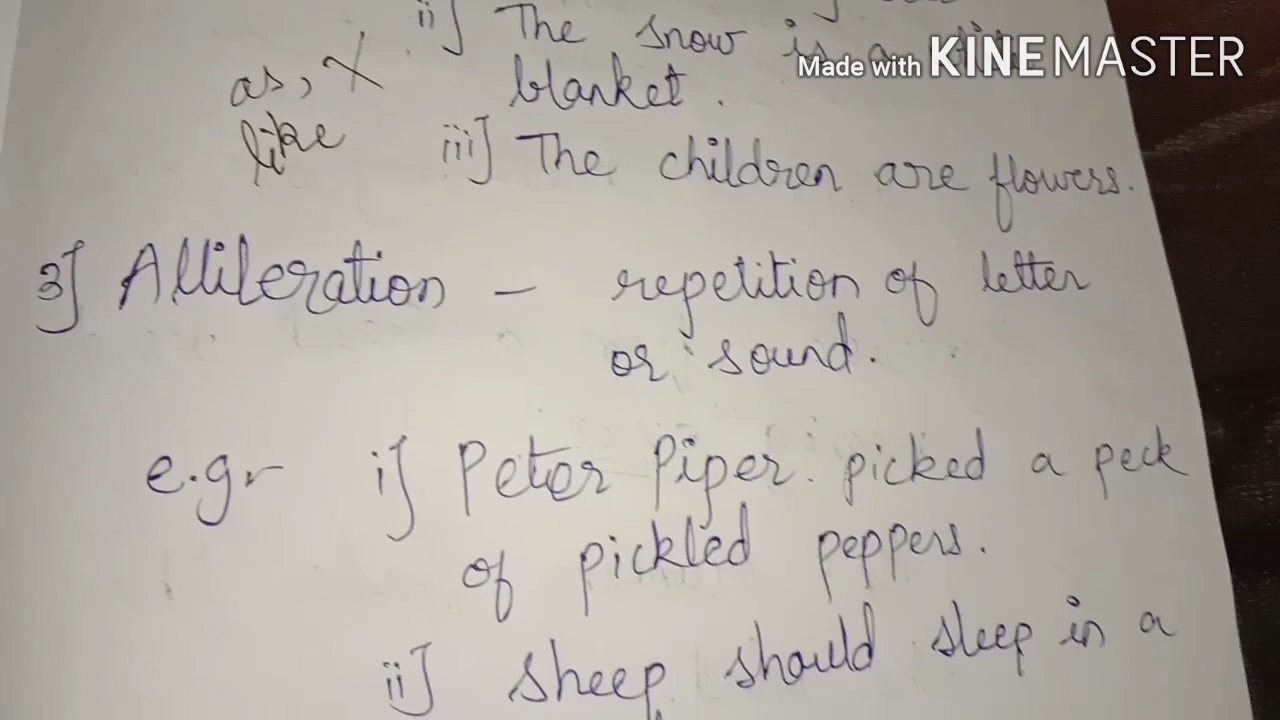 ii] The snow is a
Made with KINEMASTER
as, X blanket.
like iii] The children are flowers.
3] Alliteration - repetition of letter
or sound.
e.g:- i] Peter Piper picked a peck
of pickled peppers.
ii] Sheep should sleep in a